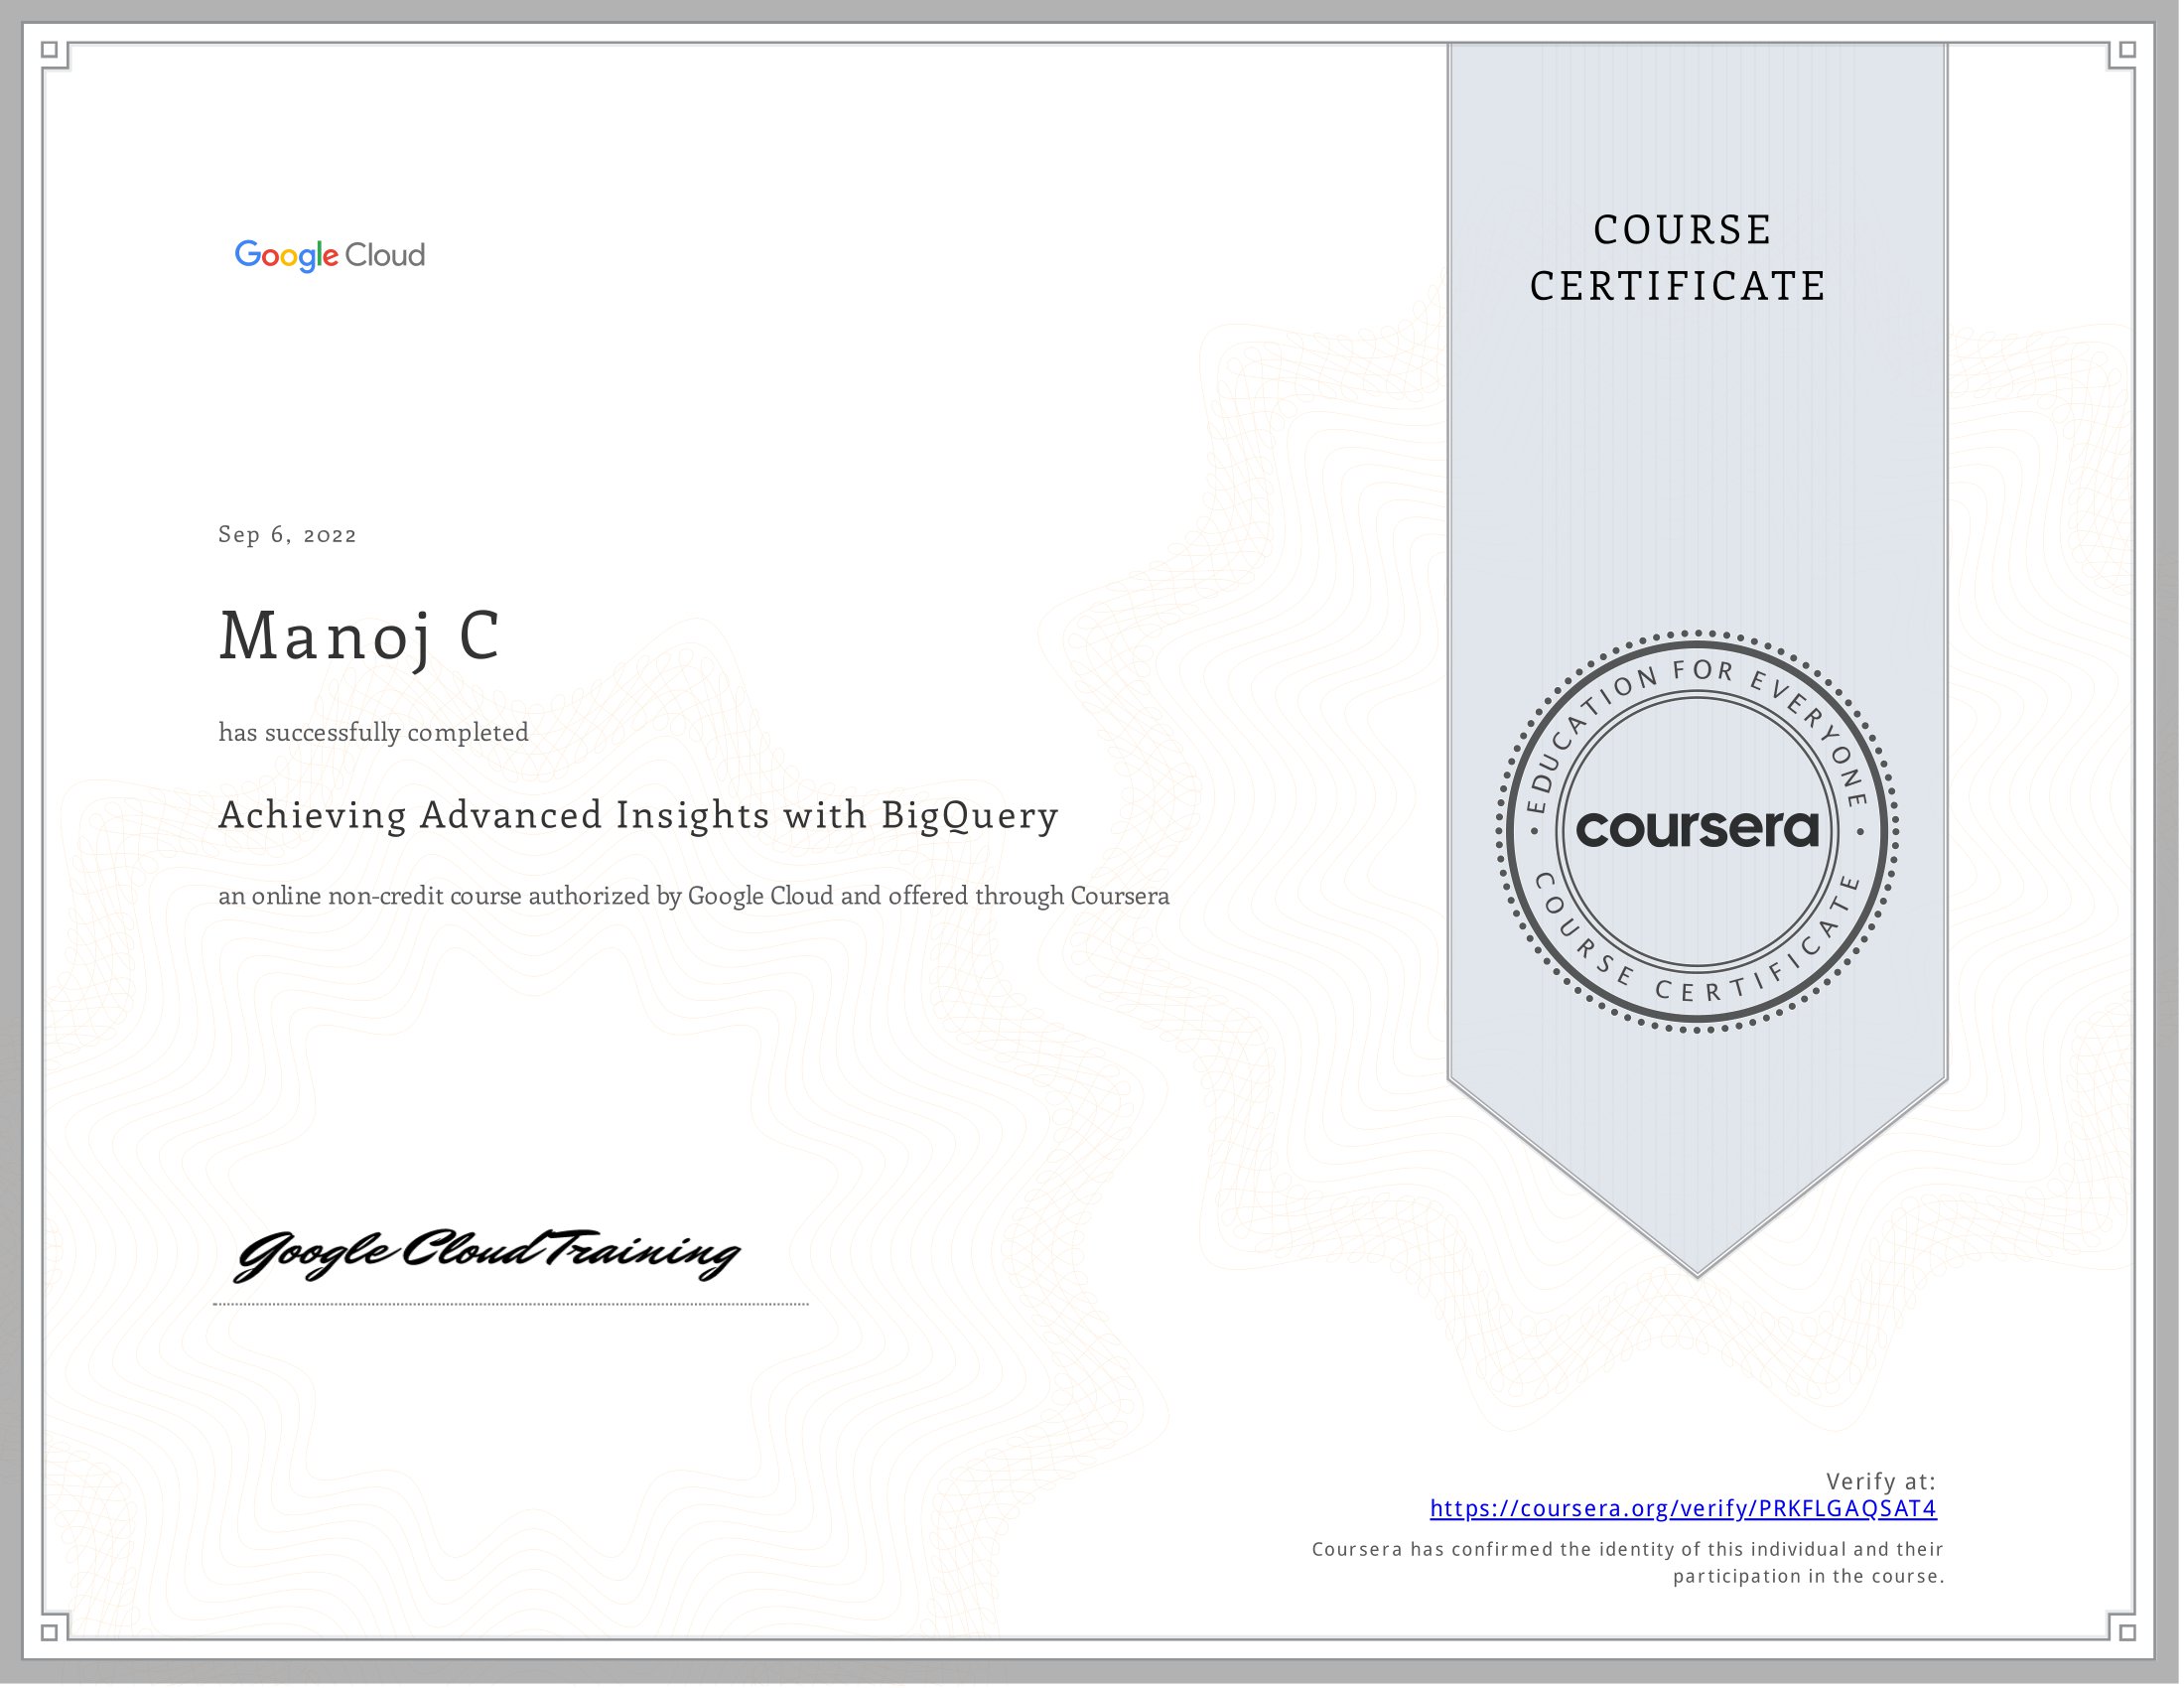 Google Cloud
COURSE
CERTIFICATE
Sep 6, 2022
Manoj C
has successfully completed
Achieving Advanced Insights with BigQuery
an online non-credit course authorized by Google Cloud and offered through Coursera
EDUCATION FOR EVERYONE
coursera
COURSE CERTIFICATE
Google Cloud Training
Verify at:
https://coursera.org/verify/PRKFLGAQSAT4
Coursera has confirmed the identity of this individual and their
participation in the course.